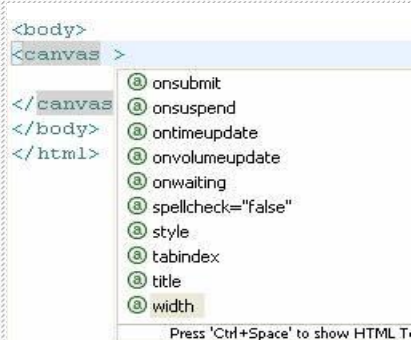 <body>
<canvas >
onsubmit
onsuspend
</canvas
ontimeupdate
</body>
onvolumeupdate
</html>
onwaiting
spellcheck="false"
style
tabindex
title
width
Press 'Ctrl+Space' to show HTML